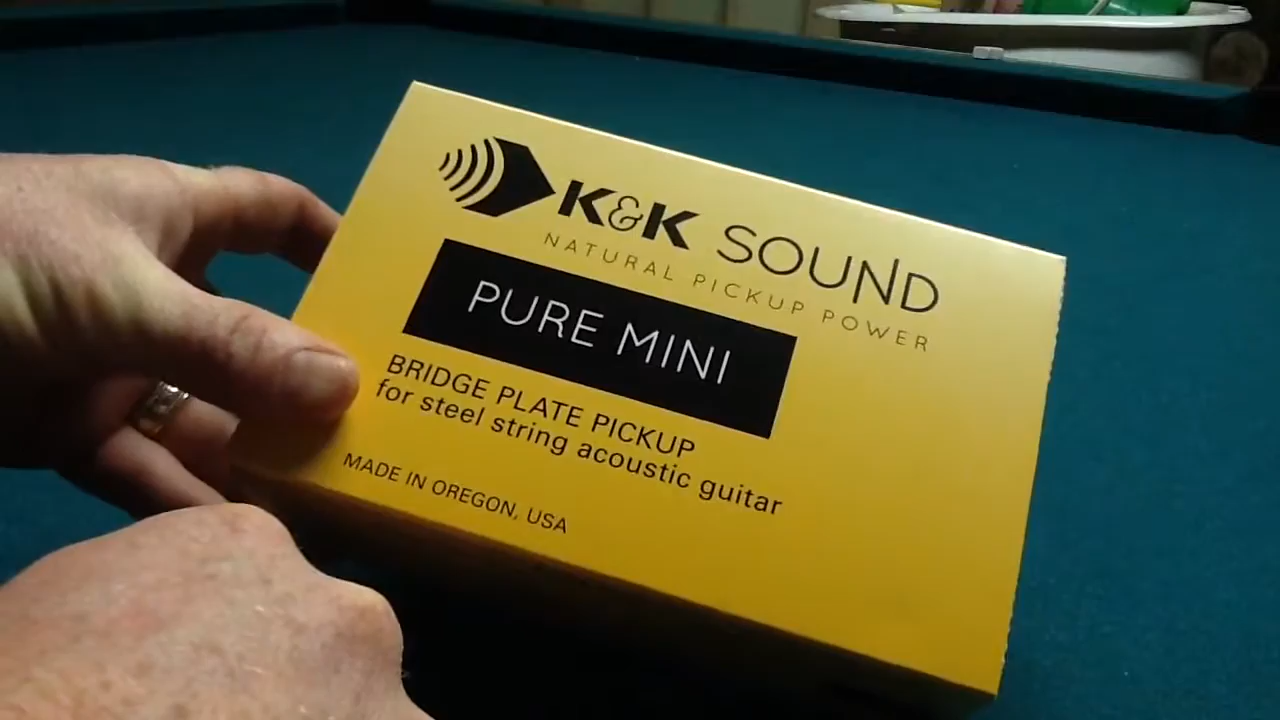 K&K SOUND
NATURAL PICKUP POWER
PURE MINI
BRIDGE PLATE PICKUP
for steel string acoustic guitar
MADE IN OREGON, USA